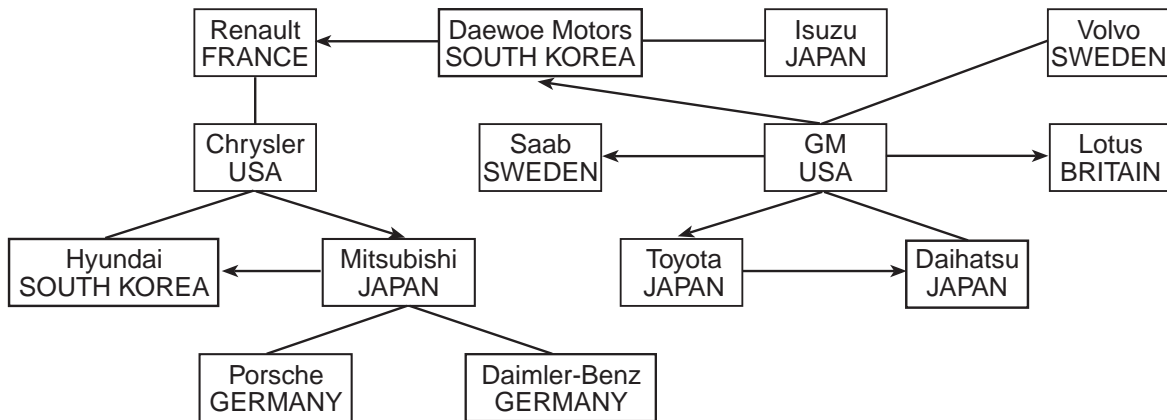 Renault
FRANCE
Daewoe Motors
SOUTH KOREA
Isuzu
JAPAN
Volvo
SWEDEN
Chrysler
USA
Saab
SWEDEN
GM
USA
Lotus
BRITAIN
Hyundai
SOUTH KOREA
Mitsubishi
JAPAN
Toyota
JAPAN
Daihatsu
JAPAN
Porsche
GERMANY
Daimler-Benz
GERMANY